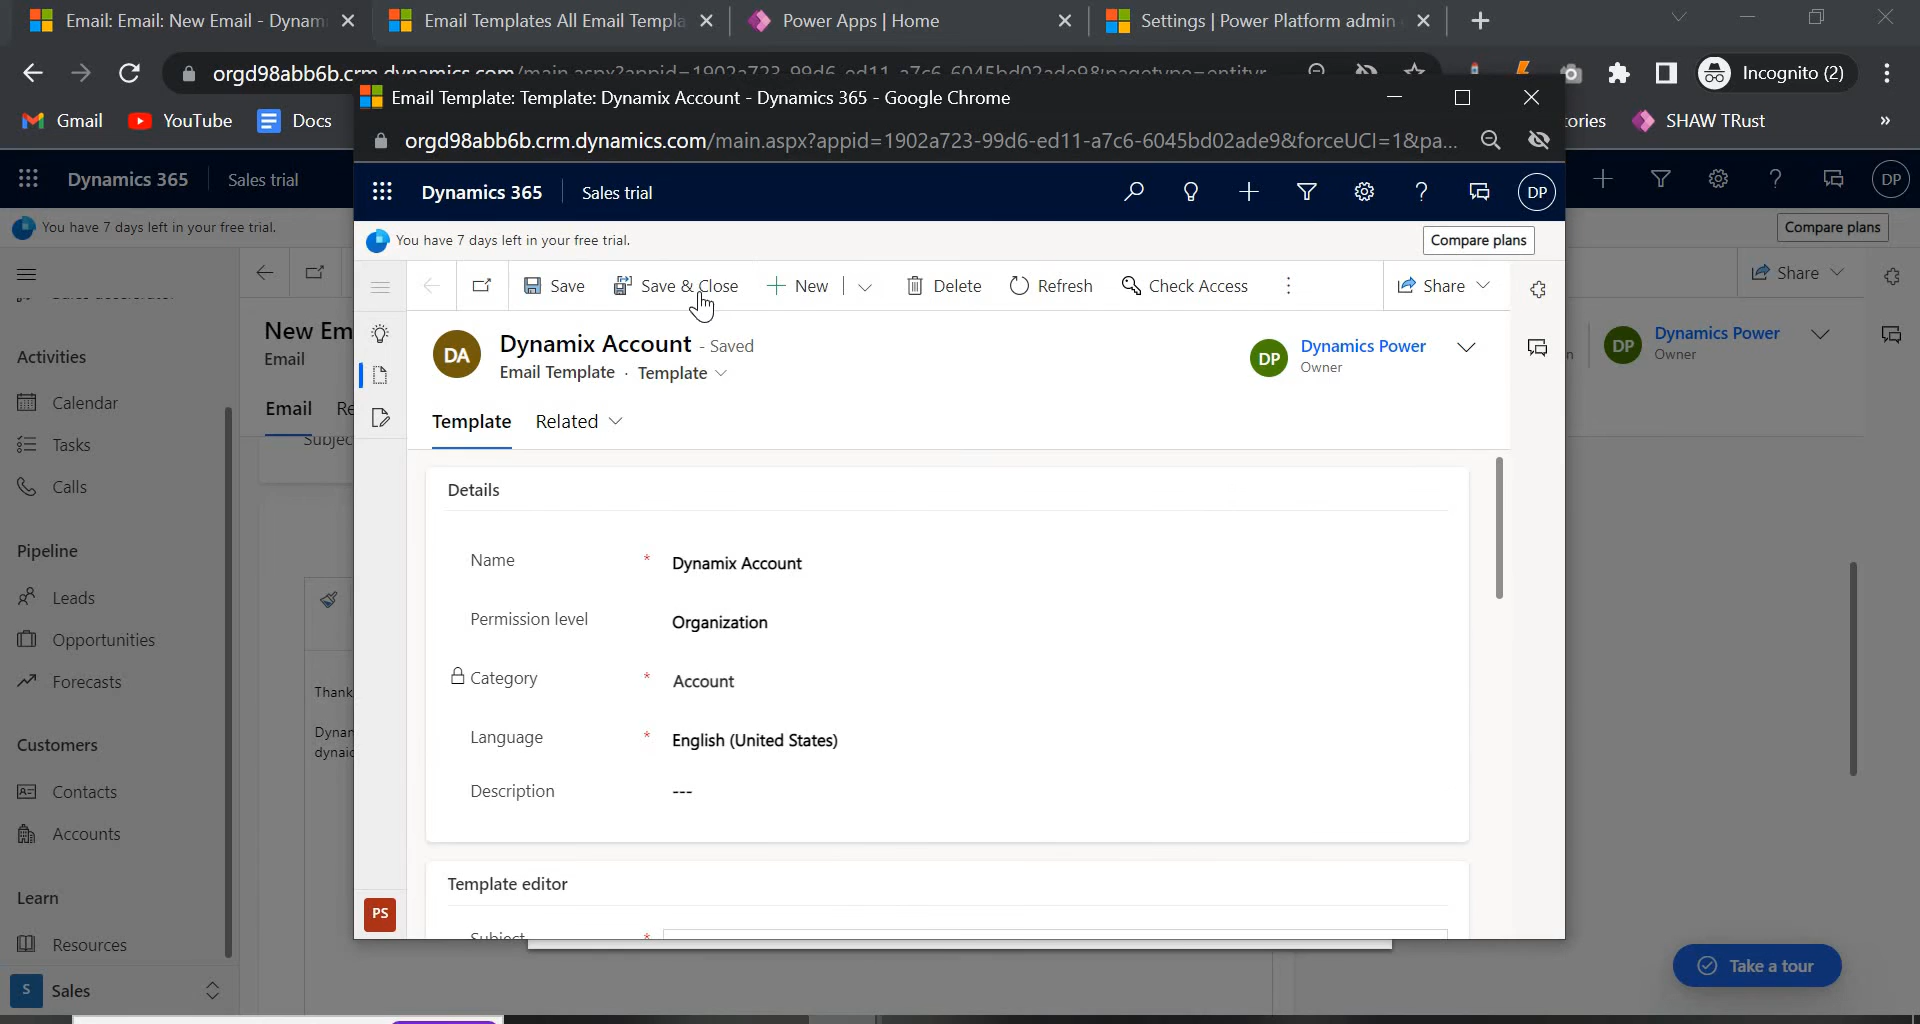 Email: Email: New Email - Dynam
Email Templates All Email Templa
Power Apps | Home
Settings | Power Platform admin
Incognito (2)
Gmail
YouTube
Docs
SHAW TRust
»
Email Template: Template: Dynamix Account - Dynamics 365 - Google Chrome
orgd98abb6b.crm.dynamics.com/main.aspx?appid=1902a723-99d6-ed11-a7c6-6045bd02ade9&forceUCI=1&pa...
Dynamics 365
Sales trial
DP
You have 7 days left in your free trial.
Compare plans
Dynamics 365
Sales trial
DP
You have 7 days left in your free trial.
Compare plans
Save
Save & Close
New
Delete
Refresh
Check Access
Share
Share
DA
Dynamix Account - Saved
Email Template · Template
DP
Dynamics Power
Owner
DP
Dynamics Power
Owner
New Em
Email
Email
Template
Related
Activities
Calendar
Tasks
Calls
Pipeline
Leads
Opportunities
Forecasts
Customers
Contacts
Accounts
Learn
Resources
S
Sales
Thank
Dynam
dynaic
Details
Name * Dynamix Account
Permission level Organization
Category * Account
Language * English (United States)
Description ---
Template editor
Subject *
PS
Take a tour